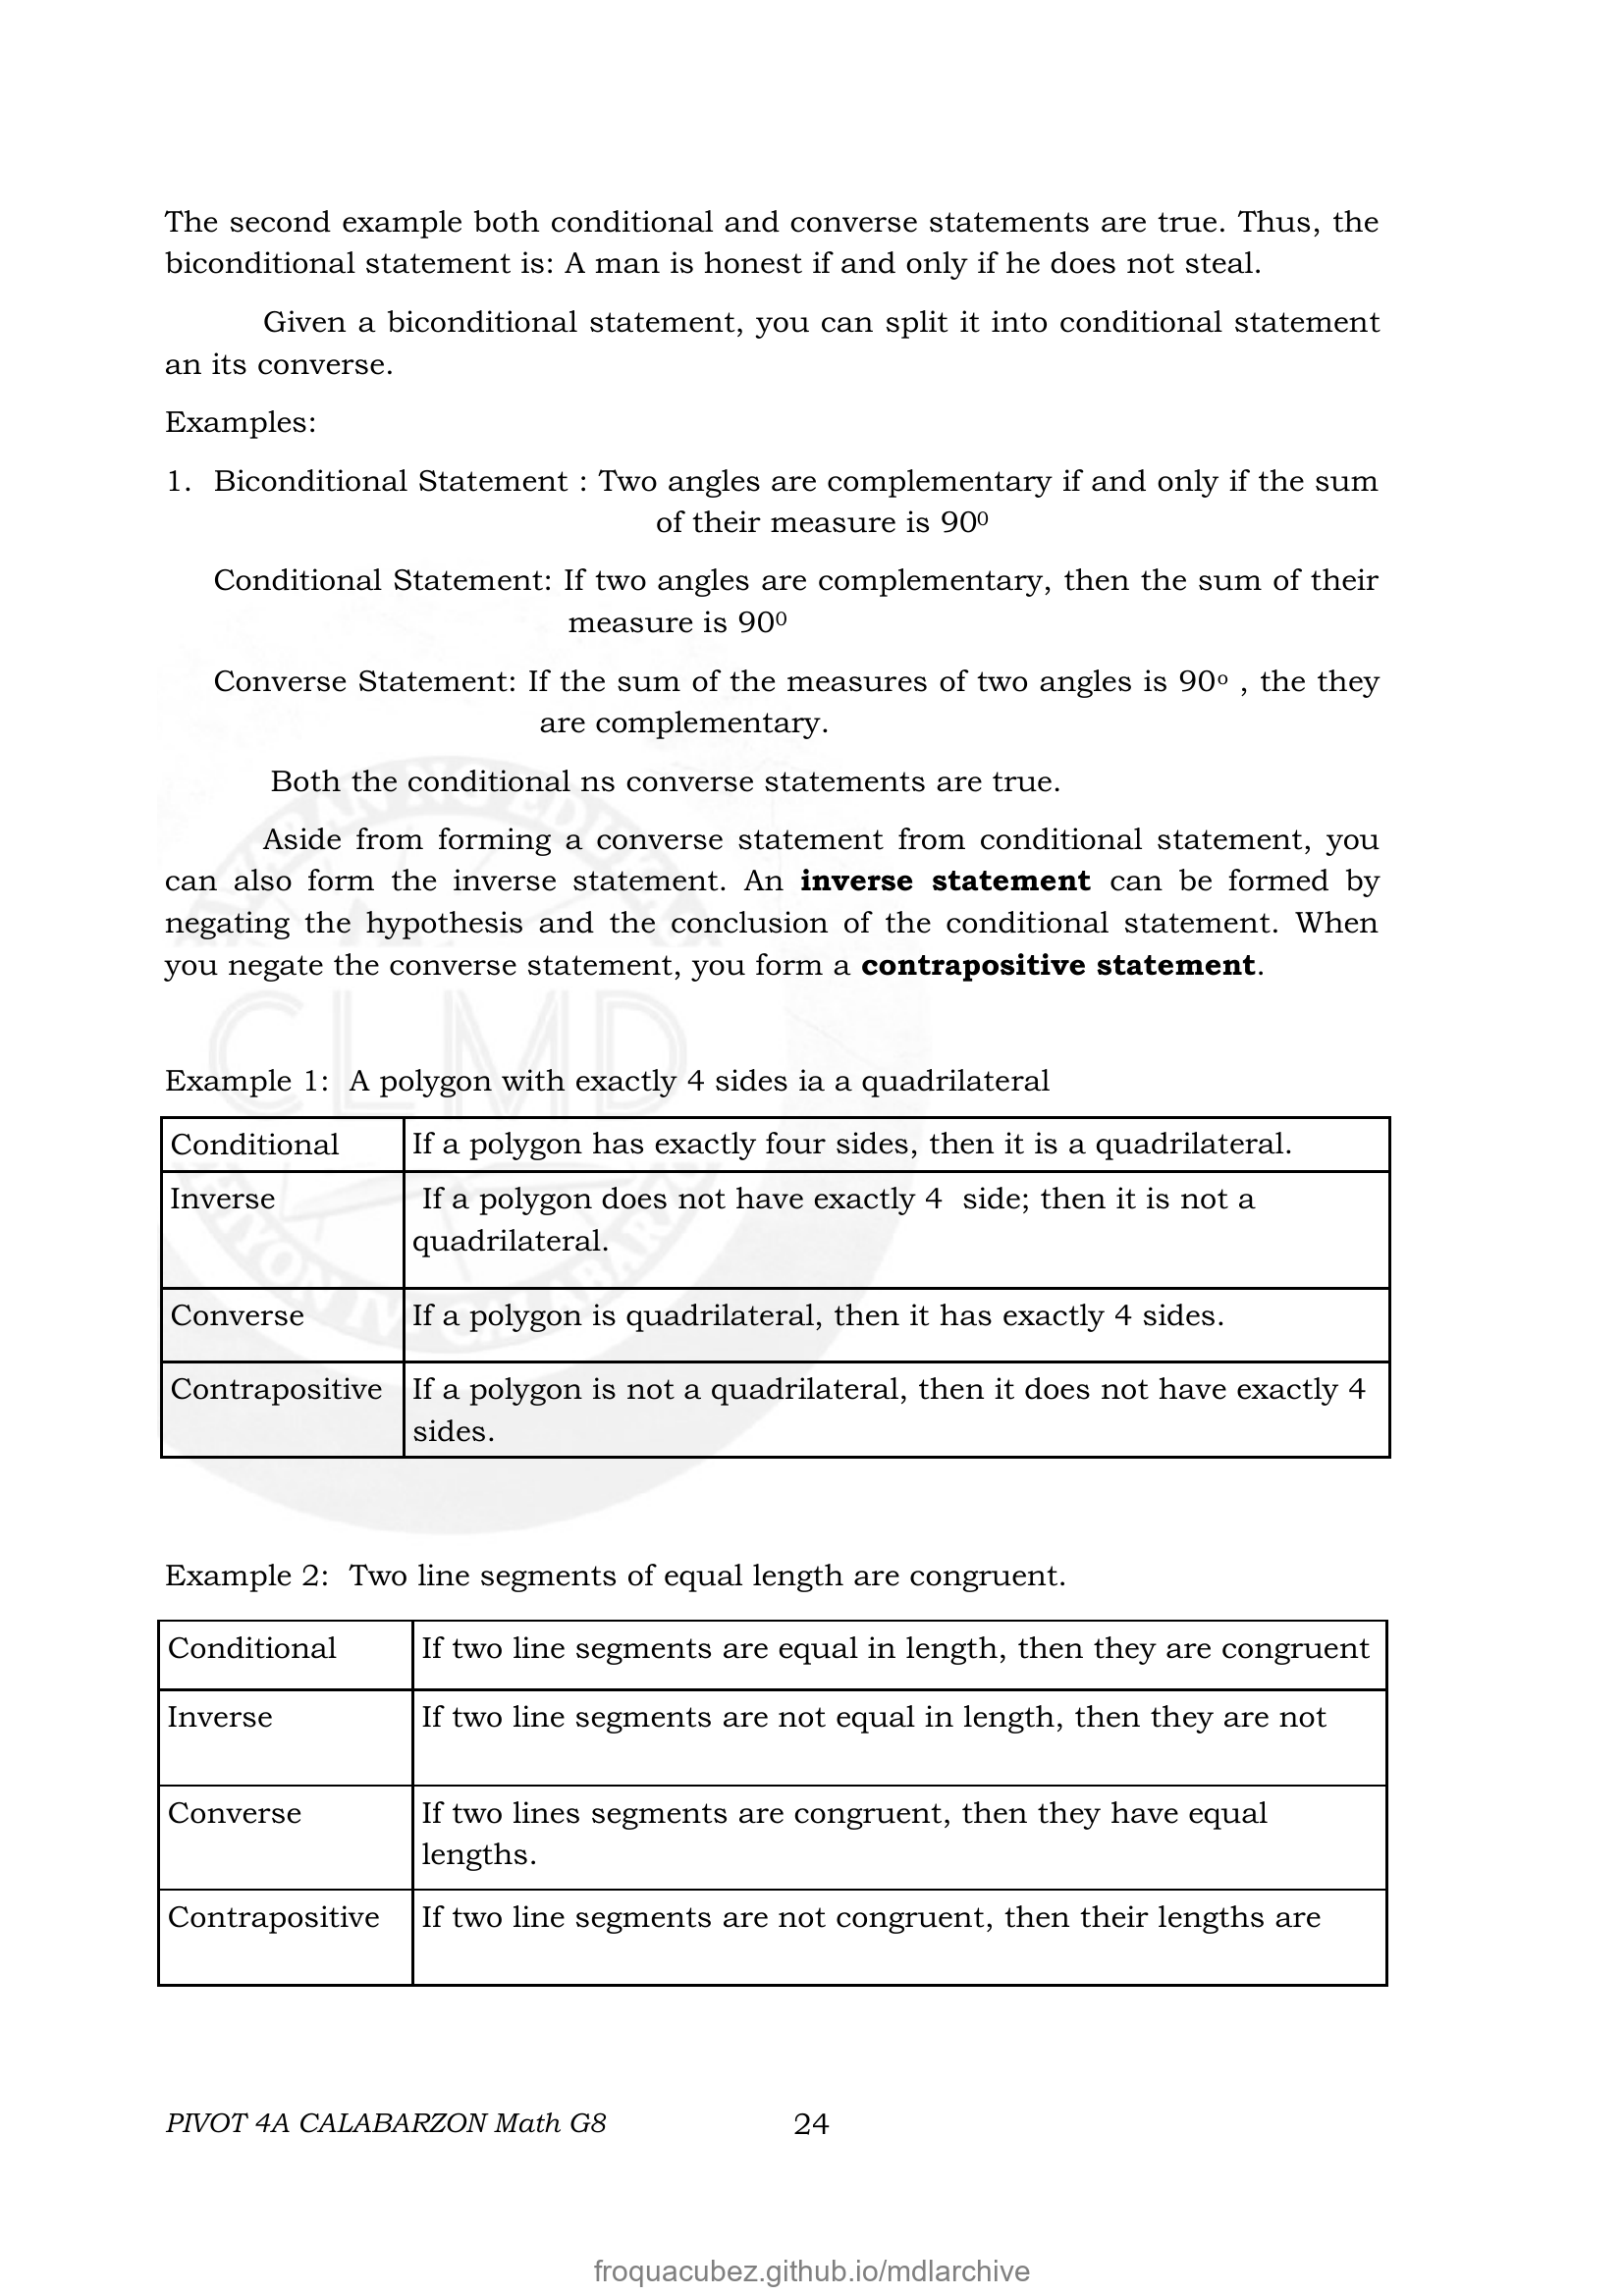 The second example both conditional and converse statements are true. Thus, the
biconditional statement is: A man is honest if and only if he does not steal.
Given a biconditional statement, you can split it into conditional statement
an its converse.
Examples:
1. Biconditional Statement : Two angles are complementary if and only if the sum
of their measure is 90⁰
Conditional Statement: If two angles are complementary, then the sum of their
measure is 90⁰
Converse Statement: If the sum of the measures of two angles is 90ᵒ , the they
are complementary.
Both the conditional ns converse statements are true.
Aside from forming a converse statement from conditional statement, you
can also form the inverse statement. An inverse statement can be formed by
negating the hypothesis and the conclusion of the conditional statement. When
you negate the converse statement, you form a contrapositive statement.
CLMD
Example 1: A polygon with exactly 4 sides ia a quadrilateral
Conditional If a polygon has exactly four sides, then it is a quadrilateral.
Inverse If a polygon does not have exactly 4 side; then it is not a
quadrilateral.
Converse If a polygon is quadrilateral, then it has exactly 4 sides.
Contrapositive If a polygon is not a quadrilateral, then it does not have exactly 4
sides.
Example 2: Two line segments of equal length are congruent.
Conditional If two line segments are equal in length, then they are congruent
Inverse If two line segments are not equal in length, then they are not
Converse If two lines segments are congruent, then they have equal
lengths.
Contrapositive If two line segments are not congruent, then their lengths are
PIVOT 4A CALABARZON Math G8 24
froquacubez.github.io/mdlarchive